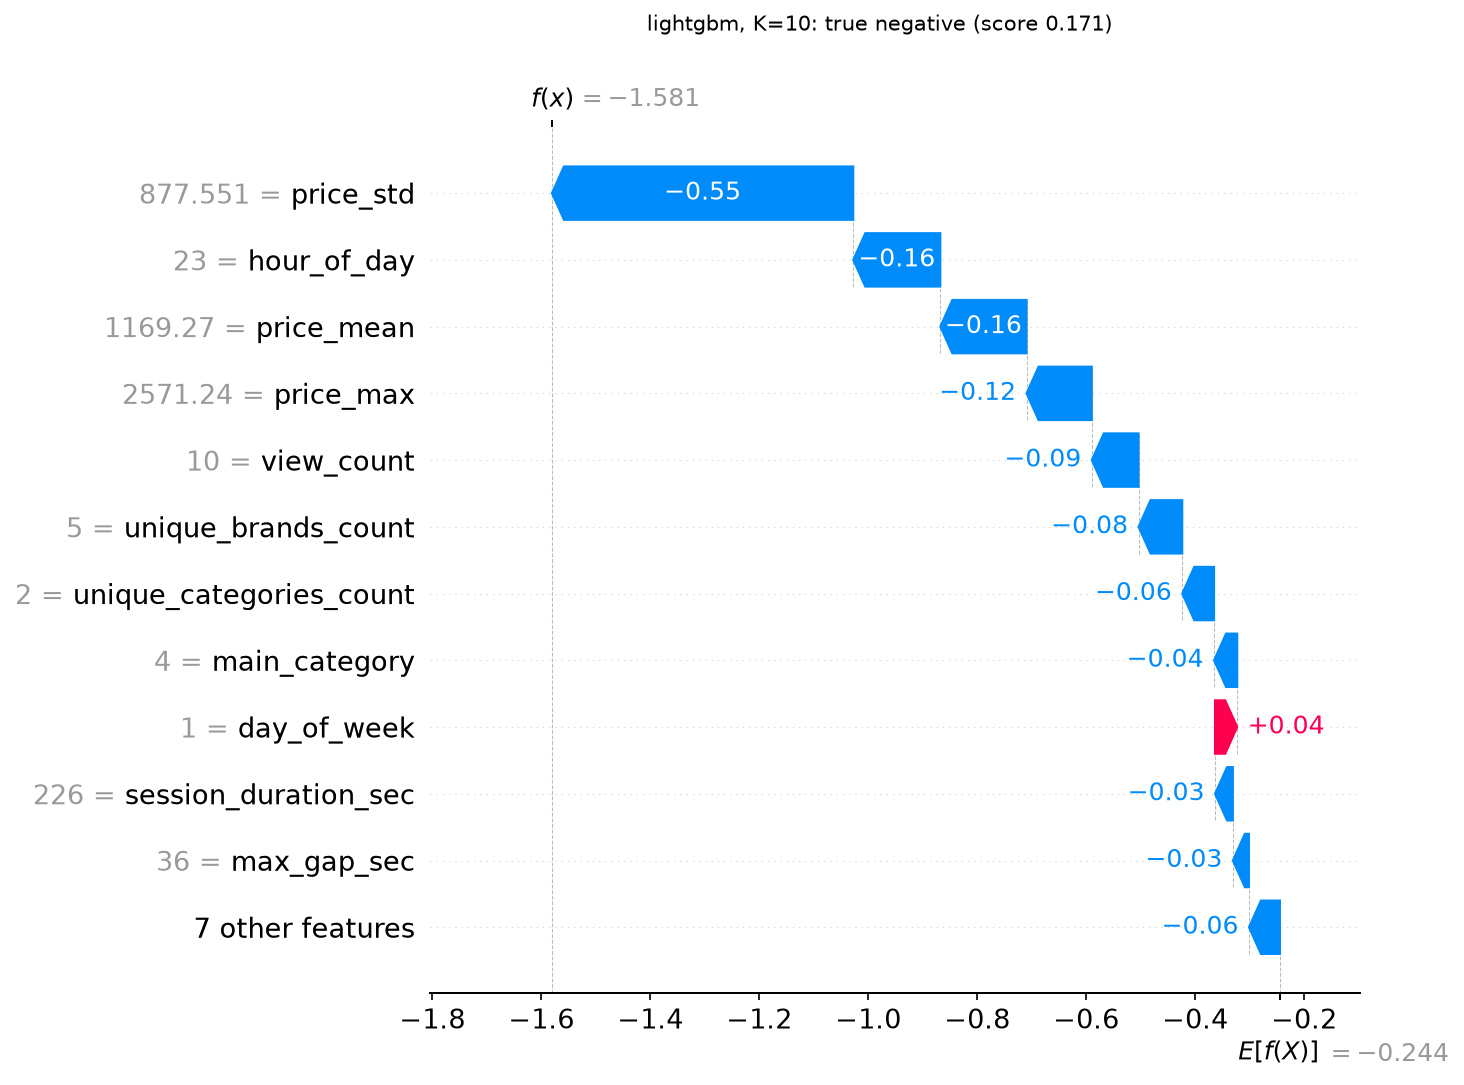 lightgbm, K=10: true negative (score 0.171)
f(x) = −1.581
877.551 = price_std −0.55
23 = hour_of_day −0.16
1169.27 = price_mean −0.16
2571.24 = price_max −0.12
10 = view_count −0.09
5 = unique_brands_count −0.08
2 = unique_categories_count −0.06
4 = main_category −0.04
1 = day_of_week +0.04
226 = session_duration_sec −0.03
36 = max_gap_sec −0.03
7 other features −0.06
−1.8 −1.6 −1.4 −1.2 −1.0 −0.8 −0.6 −0.4 −0.2
E[f(X)] = −0.244